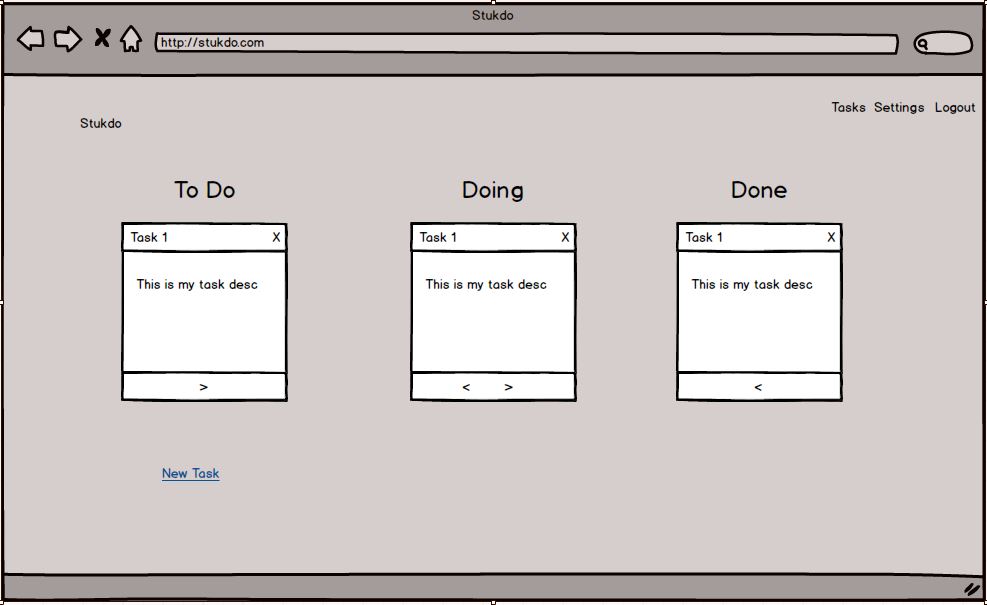 Stukdo
http://stukdo.com
Tasks Settings Logout
Stukdo
To Do
Doing
Done
Task 1 X
Task 1 X
Task 1 X
This is my task desc
This is my task desc
This is my task desc
>
< >
<
New Task